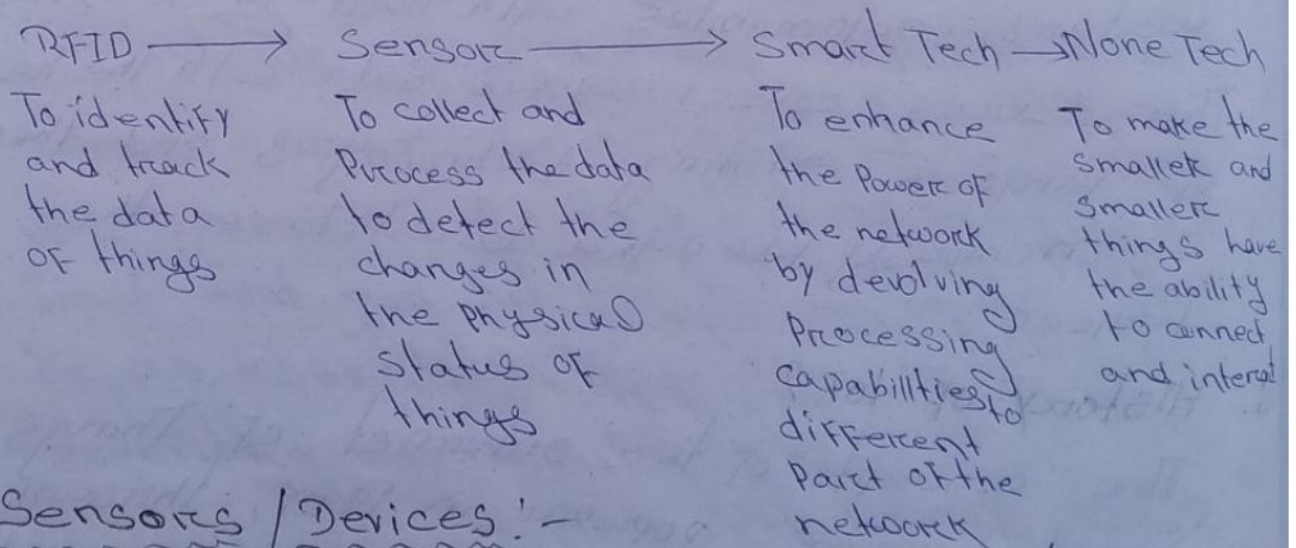 RFID → Sensor → Smart Tech → None Tech
To identify
and track
the data
of things
To collect and
Process the data
to detect the
changes in
the physical
status of
things
To enhance
the Power of
the network
by devolving
Processing
capabillties to
different
Part of the
network
To make the
smaller and
smaller
things have
the ability
to connect
and interat
Sensors / Devices :-